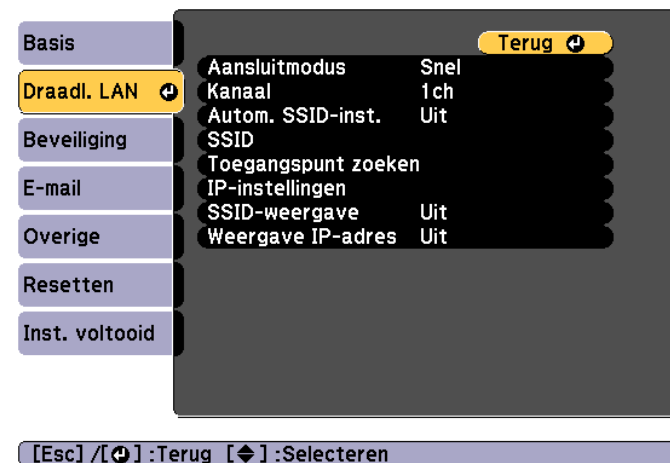 Basis
Draadl. LAN
Beveiliging
E-mail
Overige
Resetten
Inst. voltooid
Terug
Aansluitmodus Snel
Kanaal 1ch
Autom. SSID-inst. Uit
SSID
Toegangspunt zoeken
IP-instellingen
SSID-weergave Uit
Weergave IP-adres Uit
[Esc] /[⏎] :Terug [◆] :Selecteren